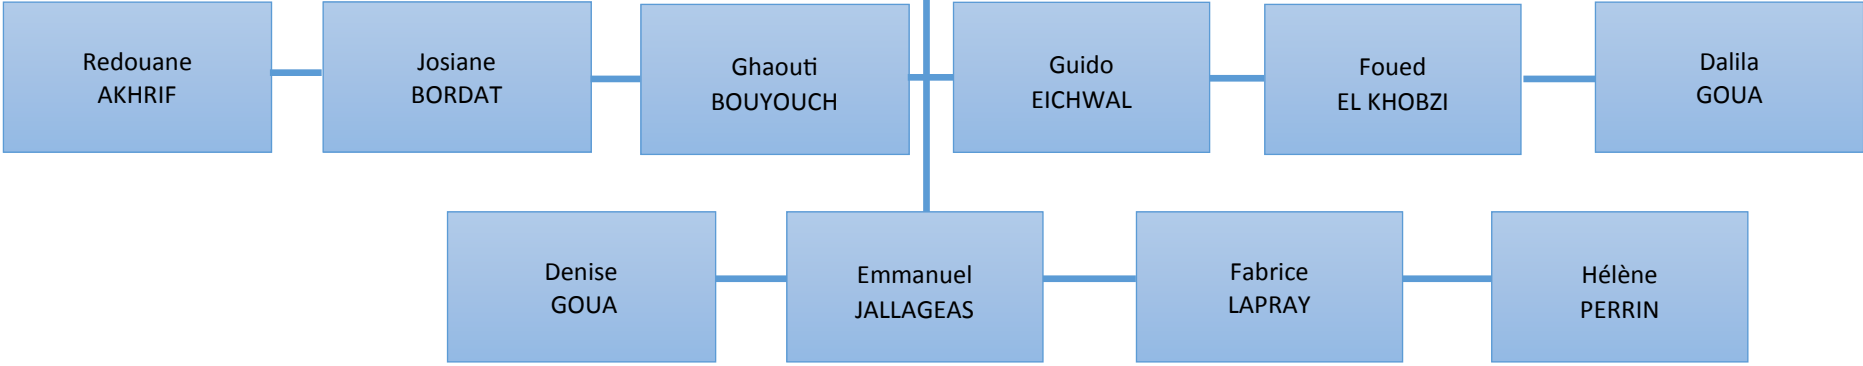 Redouane
AKHRIF
Josiane
BORDAT
Ghaouti
BOUYOUCH
Guido
EICHWAL
Foued
EL KHOBZI
Dalila
GOUA
Denise
GOUA
Emmanuel
JALLAGEAS
Fabrice
LAPRAY
Hélène
PERRIN